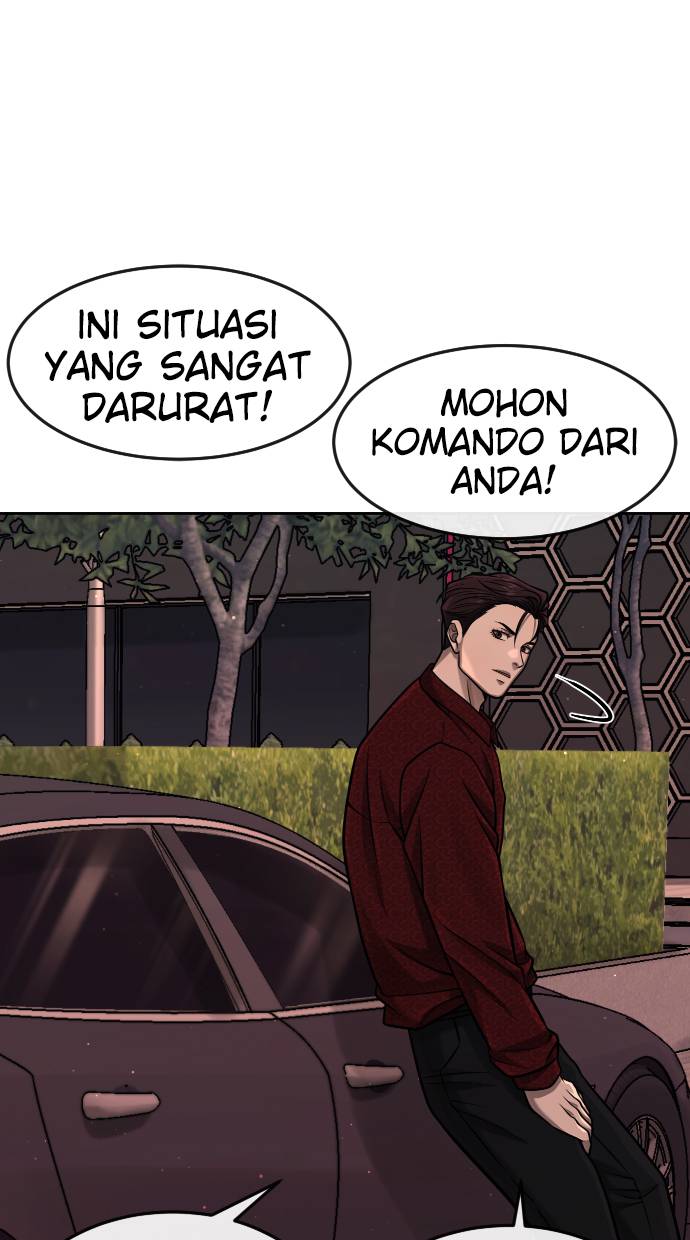 INI SITUASI
YANG SANGAT
DARURAT!
MOHON
KOMANDO DARI
ANDA!